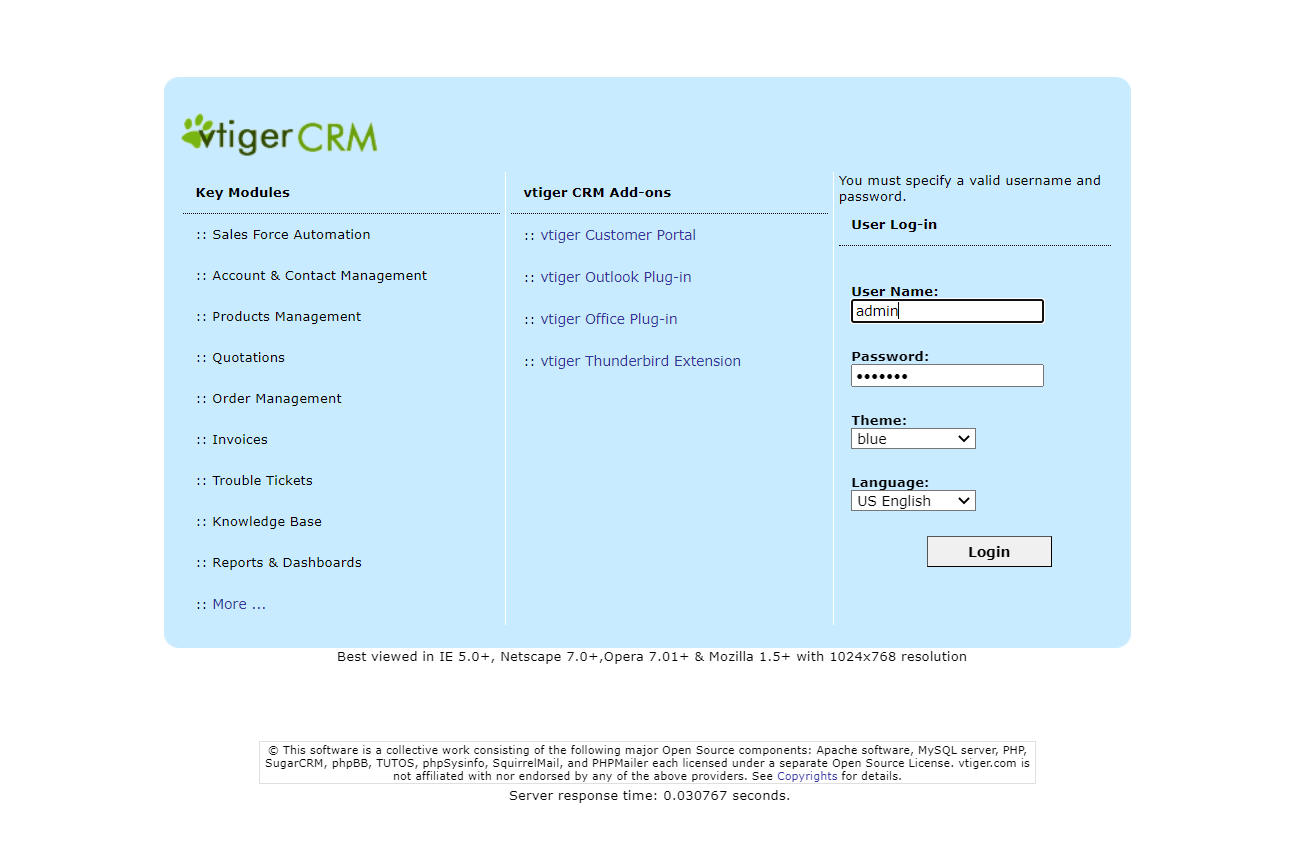 vtiger CRM
Key Modules
:: Sales Force Automation
:: Account & Contact Management
:: Products Management
:: Quotations
:: Order Management
:: Invoices
:: Trouble Tickets
:: Knowledge Base
:: Reports & Dashboards
:: More ...
vtiger CRM Add-ons
:: vtiger Customer Portal
:: vtiger Outlook Plug-in
:: vtiger Office Plug-in
:: vtiger Thunderbird Extension
You must specify a valid username and
password.
User Log-in
User Name:
admin
Password:
•••••••
Theme:
blue
Language:
US English
Login
Best viewed in IE 5.0+, Netscape 7.0+,Opera 7.01+ & Mozilla 1.5+ with 1024x768 resolution
© This software is a collective work consisting of the following major Open Source components: Apache software, MySQL server, PHP,
SugarCRM, phpBB, TUTOS, phpSysinfo, SquirrelMail, and PHPMailer each licensed under a separate Open Source License. vtiger.com is
not affiliated with nor endorsed by any of the above providers. See Copyrights for details.
Server response time: 0.030767 seconds.